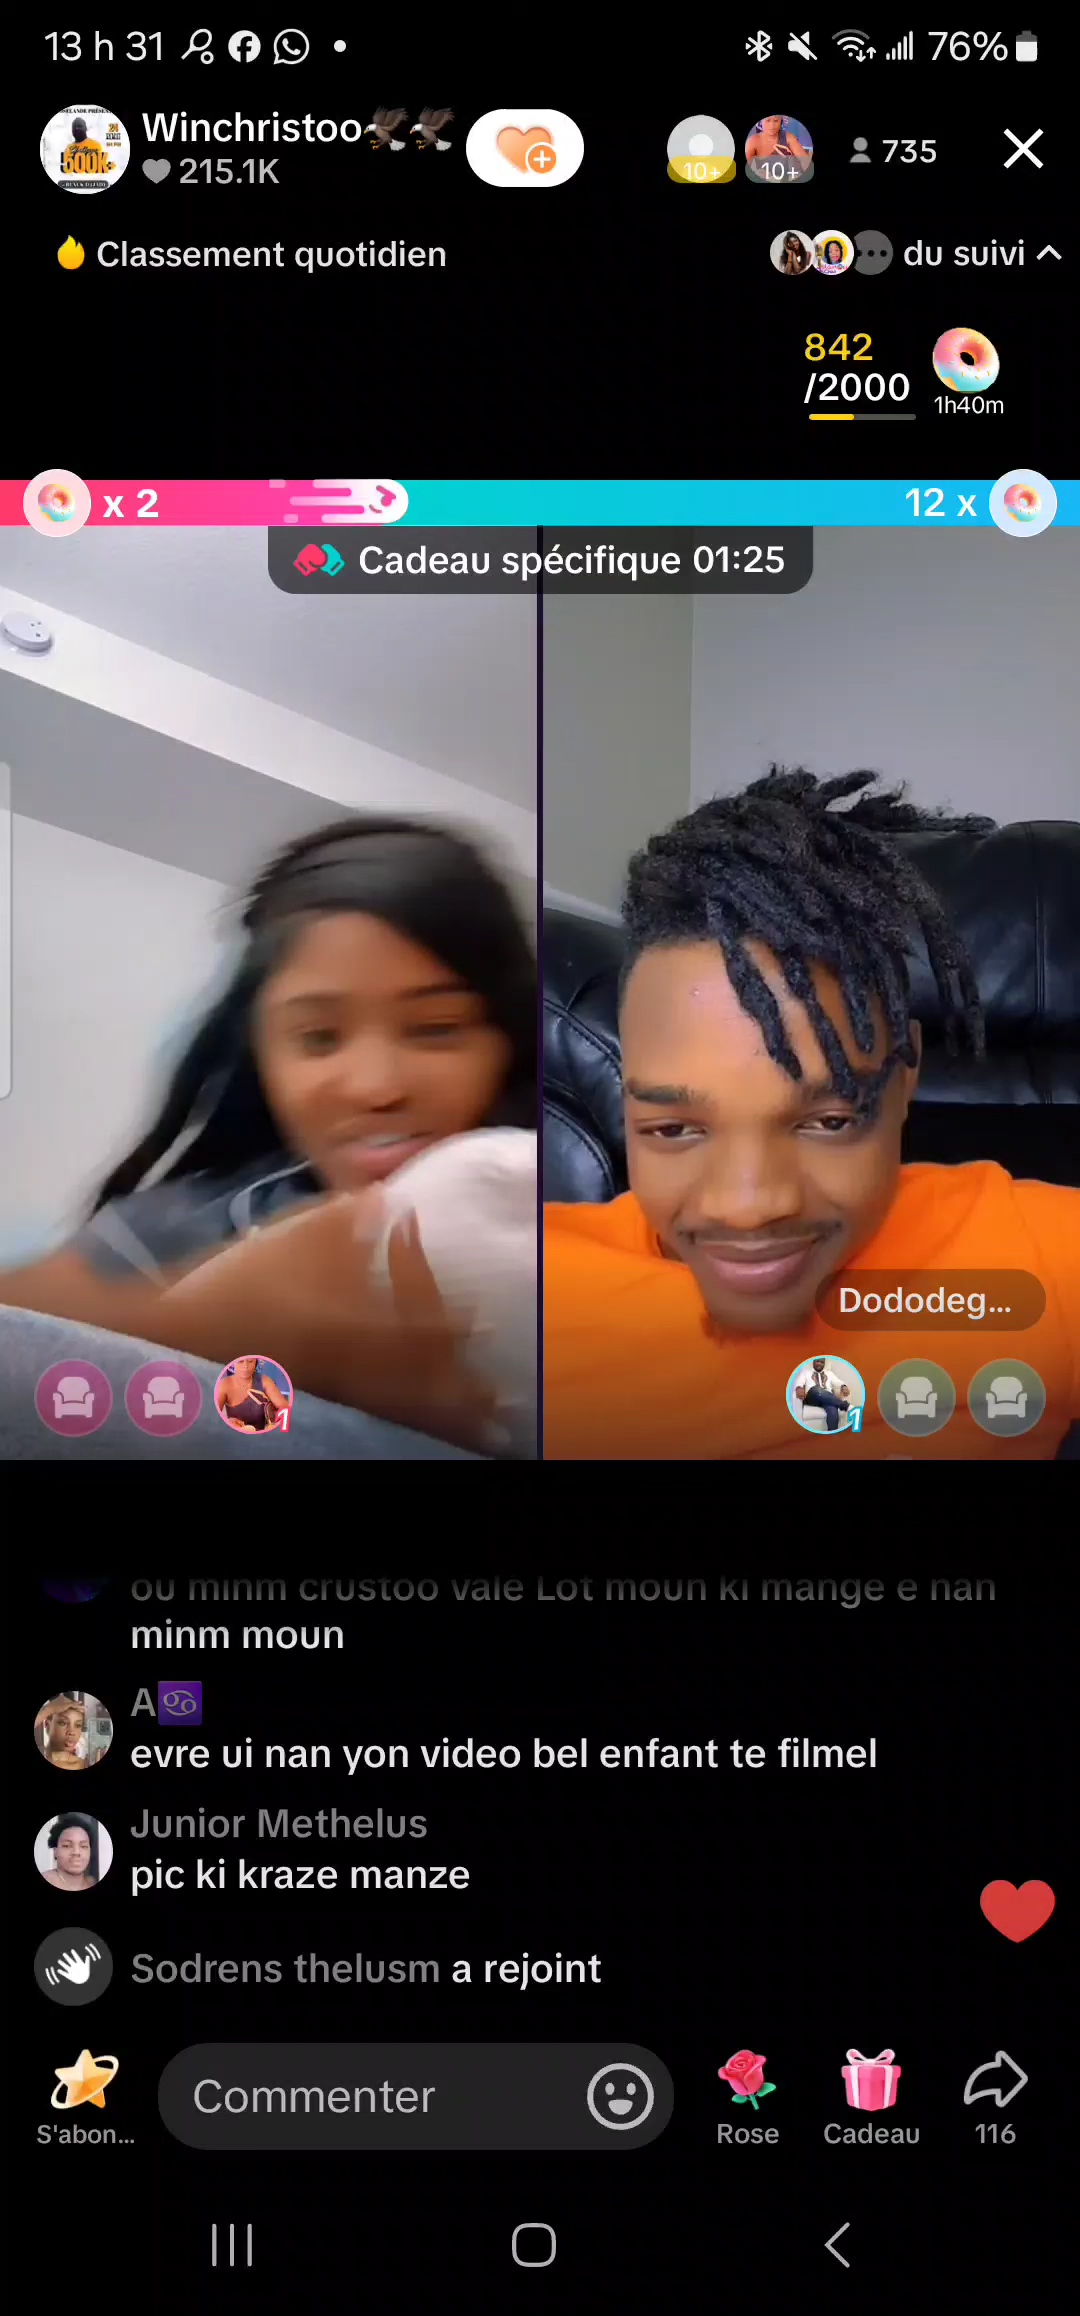 13 h 31
76%
Winchristoo
215.1K
10+
10+
735
Classement quotidien
du suivi
842
/2000
1h40m
x 2
12 x
Cadeau spécifique 01:25
Dododeg...
1
1
ou minm crustoo vale Lot moun ki mange e nan
minm moun
A♋
evre ui nan yon video bel enfant te filmel
Junior Methelus
pic ki kraze manze
Sodrens thelusm a rejoint
S'abon...
Commenter
Rose
Cadeau
116